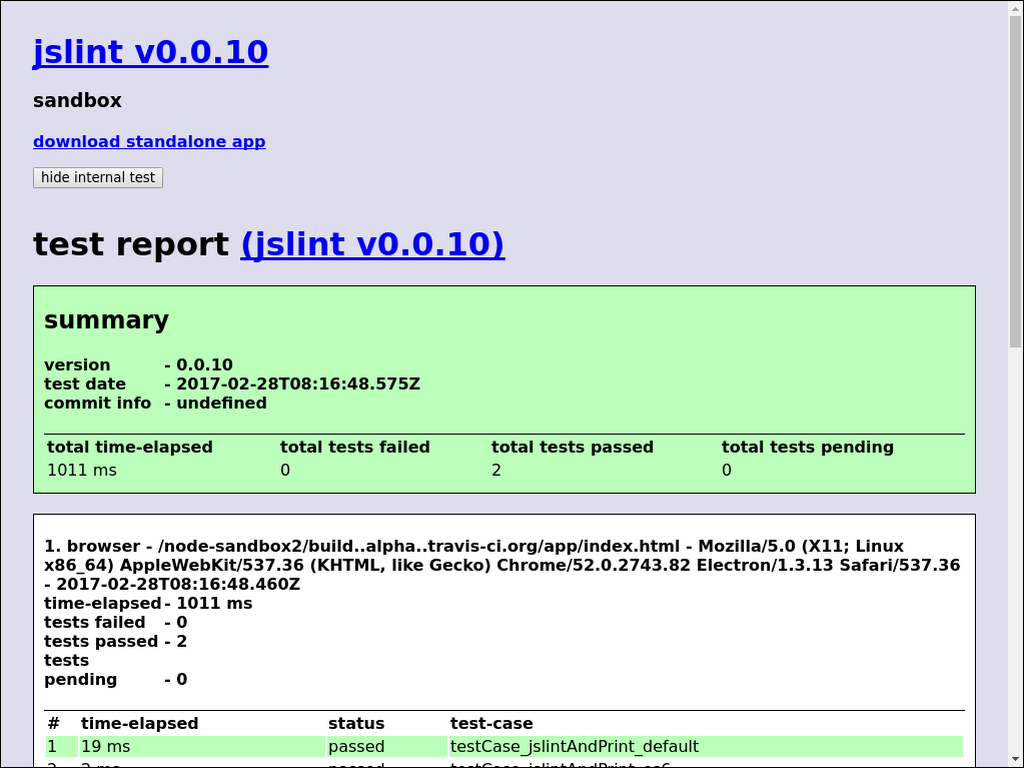 jslint v0.0.10
sandbox
download standalone app
hide internal test
test report (jslint v0.0.10)
summary
version - 0.0.10
test date - 2017-02-28T08:16:48.575Z
commit info - undefined
total time-elapsed total tests failed total tests passed total tests pending
1011 ms 0 2 0
1. browser - /node-sandbox2/build..alpha..travis-ci.org/app/index.html - Mozilla/5.0 (X11; Linux
x86_64) AppleWebKit/537.36 (KHTML, like Gecko) Chrome/52.0.2743.82 Electron/1.3.13 Safari/537.36
- 2017-02-28T08:16:48.460Z
time-elapsed - 1011 ms
tests failed - 0
tests passed - 2
tests
pending - 0
# time-elapsed status test-case
1 19 ms passed testCase_jslintAndPrint_default